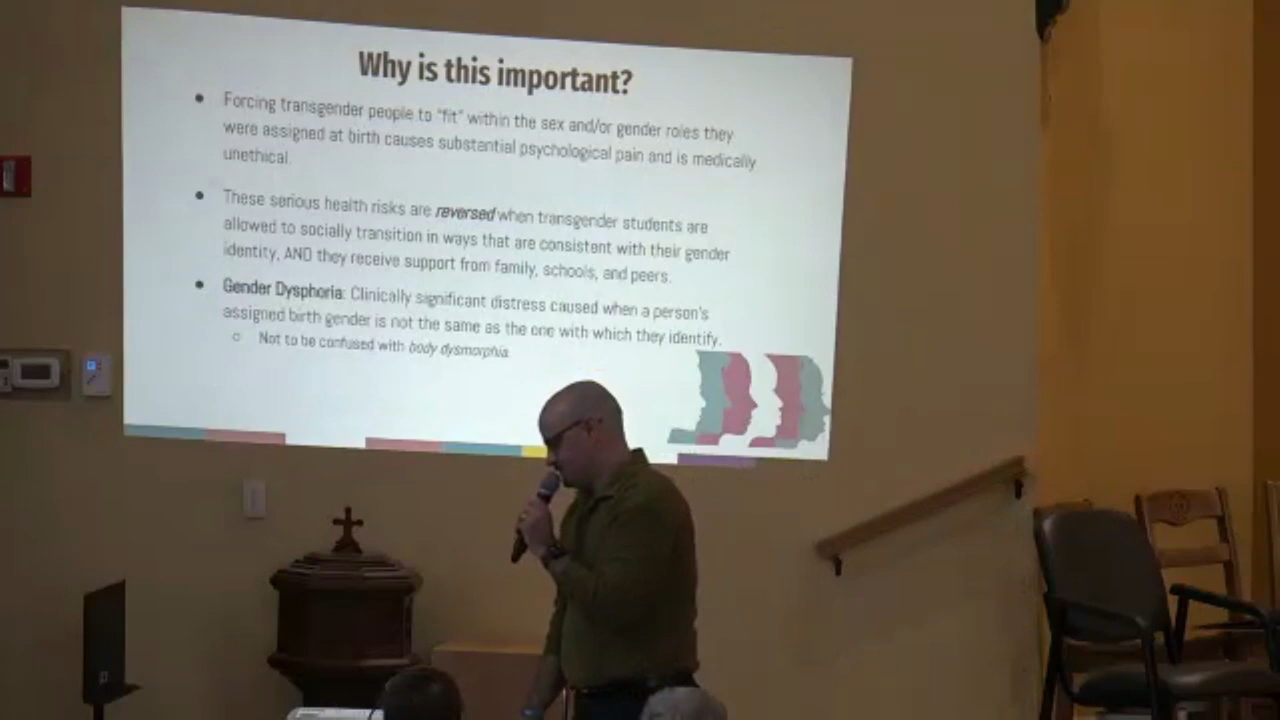 Why is this important?
Forcing transgender people to "fit" within the sex and/or gender roles they
were assigned at birth causes substantial psychological pain and is medically
unethical.
These serious health risks are reversed when transgender students are
allowed to socially transition in ways that are consistent with their gender
identity, AND they receive support from family, schools, and peers.
Gender Dysphoria: Clinically significant distress caused when a person's
assigned birth gender is not the same as the one with which they identify.
Not to be confused with body dysmorphia.